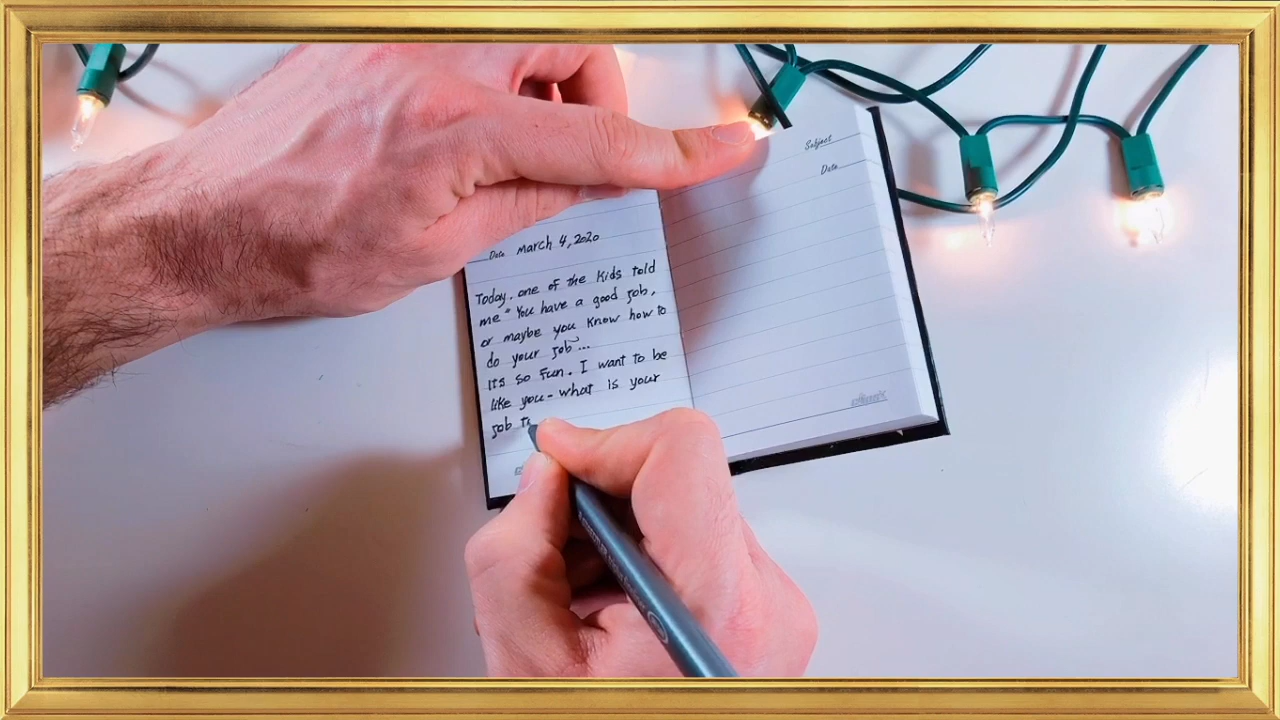 Subject
Date
Date March 4, 2020
Today, one of the kids told
me "You have a good job,
or maybe you know how to
do your job"...
Its so Fun. I want to be
like you - what is your
job t